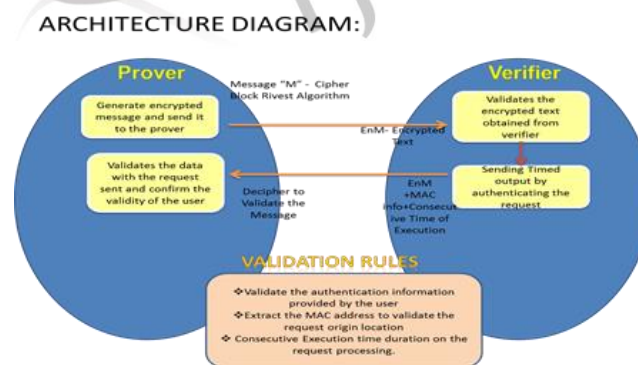 ARCHITECTURE DIAGRAM:
Prover
Generate encrypted
message and send it
to the prover
Validates the data
with the request
sent and confirm the
validity of the user
Message "M" - Cipher
Block Rivest Algorithm
EnM- Encrypted
Text
Decipher to
Validate the
Message
EnM
+MAC
info+Consecut
ive Time of
Execution
Verifier
Validates the
encrypted text
obtained from
verifier
Sending Timed
output by
authenticating the
request
VALIDATION RULES
❖Validate the authentication information
provided by the user
❖Extract the MAC address to validate the
request origin location
❖ Consecutive Execution time duration on the
request processing.